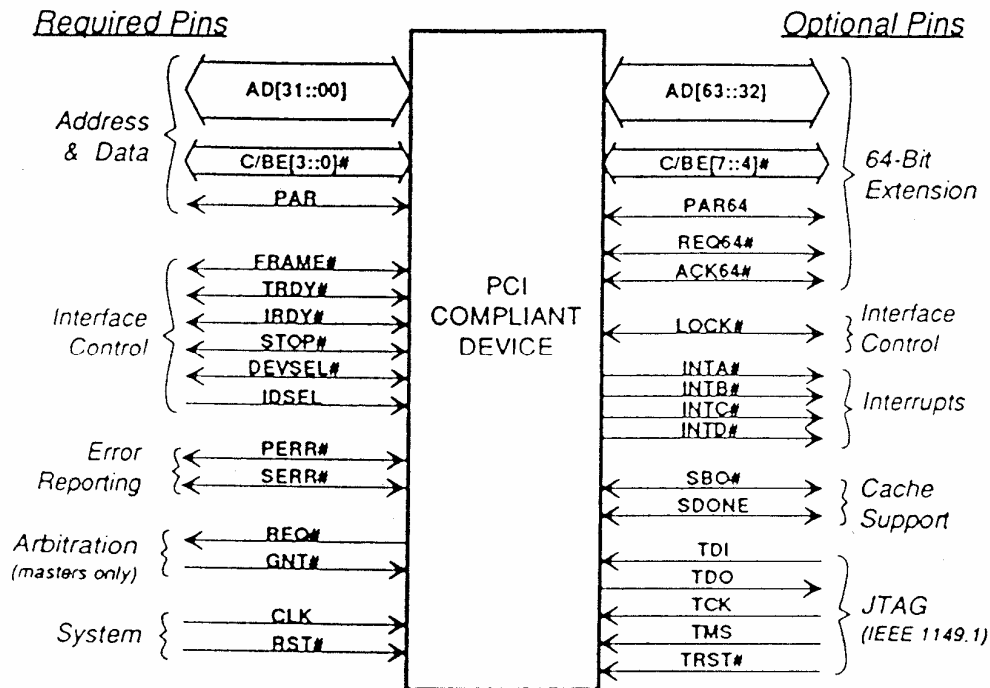 Required Pins
Optional Pins
Address
& Data
AD[31::00]
C/BE[3::0]#
PAR
Interface
Control
FRAME#
TRDY#
IRDY#
STOP#
DEVSEL#
IDSEL
Error
Reporting
PERR#
SERR#
Arbitration
(masters only)
REQ#
GNT#
System
CLK
RST#
PCI
COMPLIANT
DEVICE
AD[63::32]
C/BE[7::4]#
PAR64
REQ64#
ACK64#
64-Bit
Extension
LOCK#
Interface
Control
INTA#
INTB#
INTC#
INTD#
Interrupts
SBO#
SDONE
Cache
Support
TDI
TDO
TCK
TMS
TRST#
JTAG
(IEEE 1149.1)